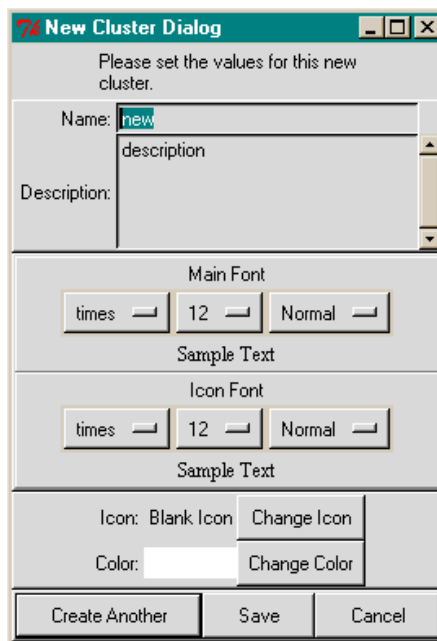 New Cluster Dialog
Please set the values for this new
cluster.
Name: new
Description: description
Main Font
times 12 Normal
Sample Text
Icon Font
times 12 Normal
Sample Text
Icon: Blank Icon Change Icon
Color: Change Color
Create Another Save Cancel